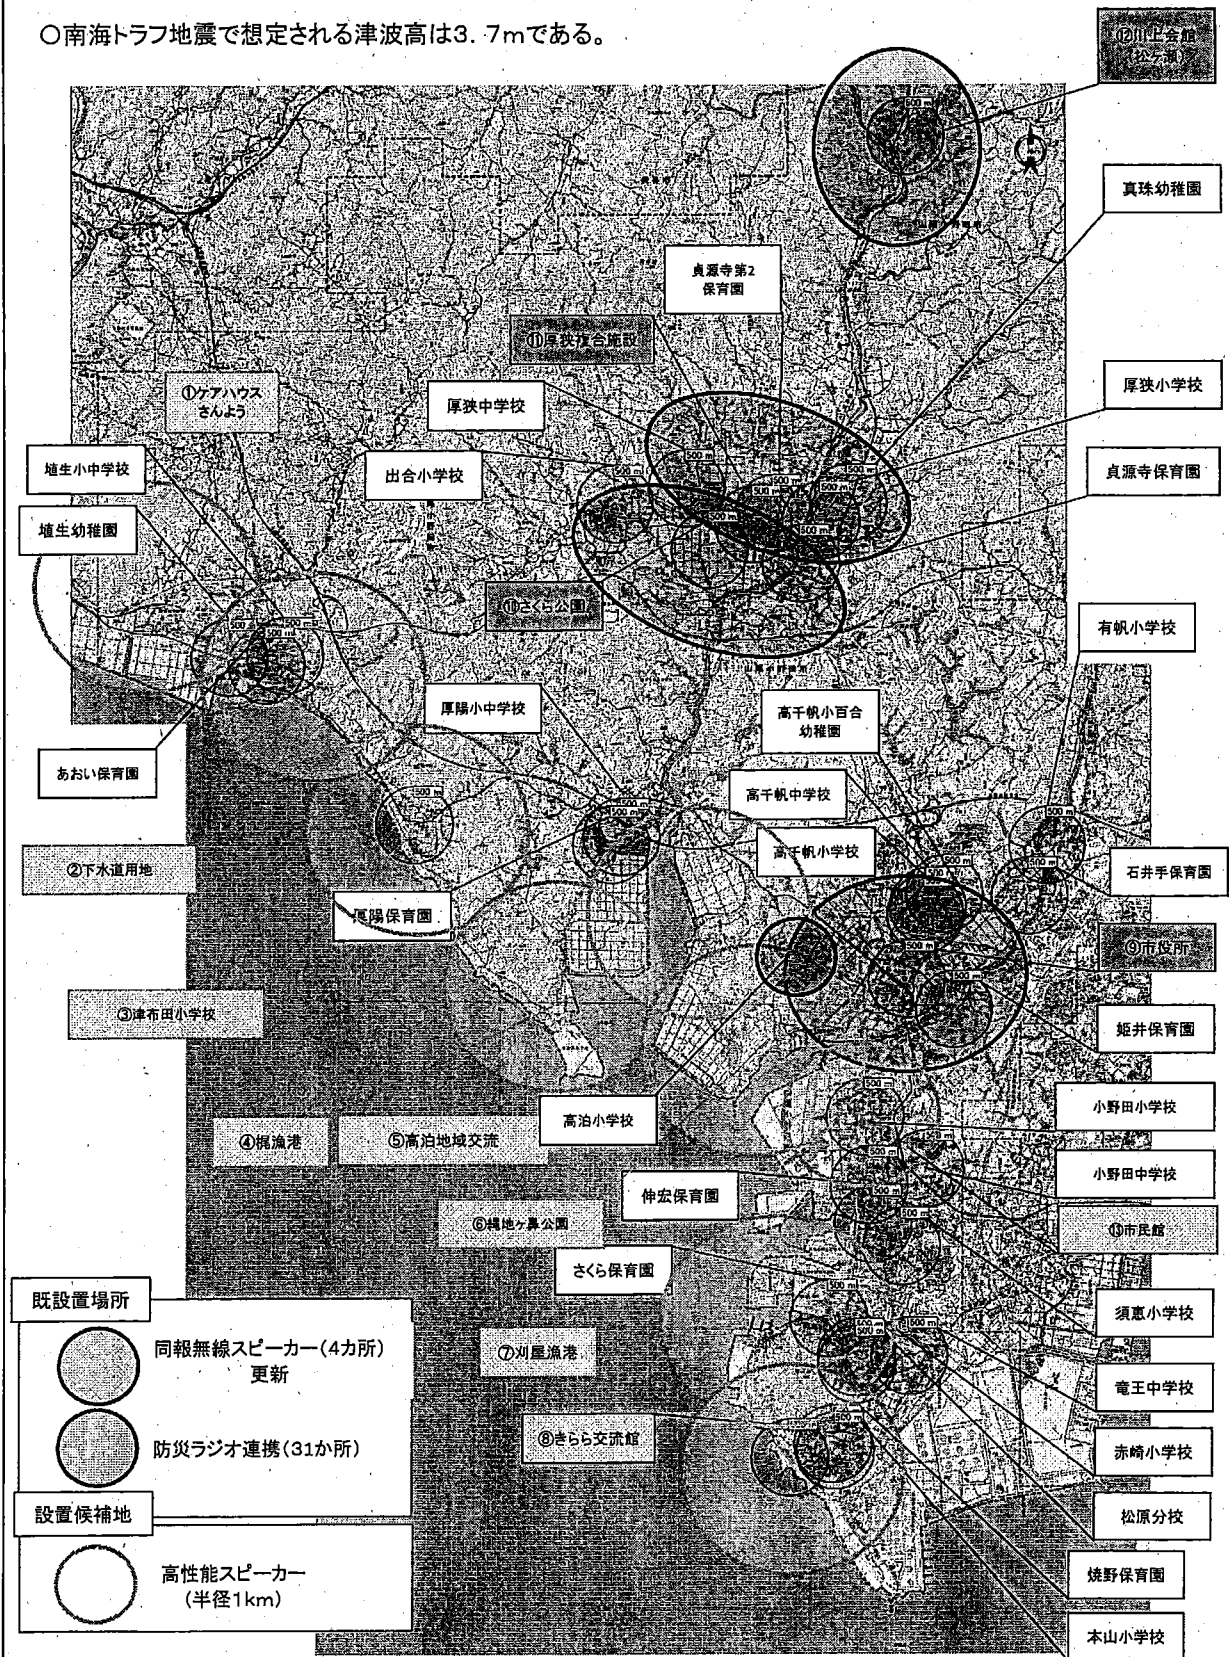 ○南海トラフ地震で想定される津波高は3.7mである。
⑫川上会館
(松ヶ瀬)
真珠幼稚園
貞源寺第2
保育園
⑪厚狭複合施設
厚狭小学校
①ケアハウス
さんよう
厚狭中学校
埴生小中学校
出合小学校
貞源寺保育園
埴生幼稚園
⑩さくら公園
有帆小学校
厚陽小中学校
高千帆小百合
幼稚園
あおい保育園
高千帆中学校
高千帆小学校
②下水道用地
石井手保育園
厚陽保育園
⑨市役所
③津布田小学校
姫井保育園
高泊小学校
小野田小学校
④梶漁港
⑤高泊地域交流
小野田中学校
伸宏保育園
⑥縄地ヶ鼻公園
⑬市民館
さくら保育園
既設置場所
須恵小学校
同報無線スピーカー(4カ所)
更新
⑦刈屋漁港
竜王中学校
防災ラジオ連携(31か所)
⑧きらら交流館
赤崎小学校
設置候補地
松原分校
高性能スピーカー
(半径1km)
焼野保育園
本山小学校
500m
500m
500m
500m
500m
500m
500m
500m
500m
500m
500m
500m
500m